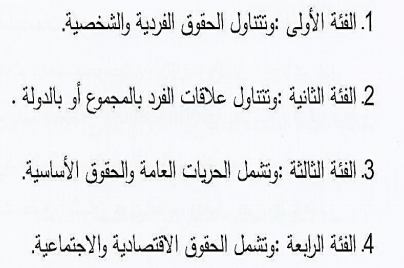 1. الفئة الأولى :وتتناول الحقوق الفردية والشخصية.
2. الفئة الثانية :وتتناول علاقات الفرد بالمجموع أو بالدولة .
3. الفئة الثالثة :وتشمل الحريات العامة والحقوق الأساسية.
4. الفئة الرابعة :وتشمل الحقوق الاقتصادية والاجتماعية.